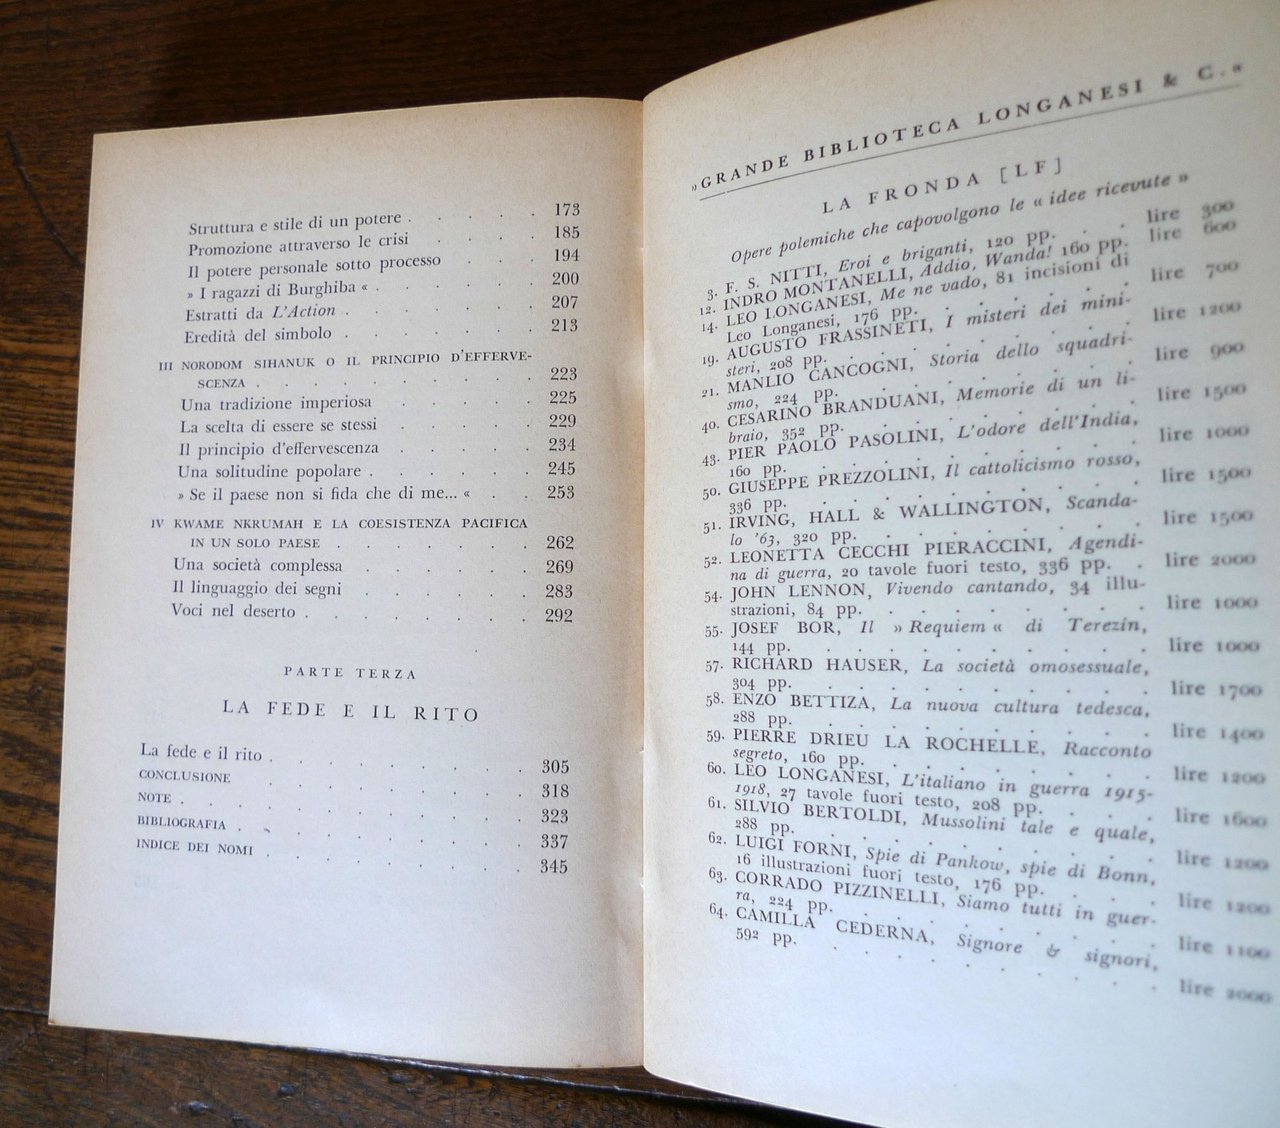 Struttura e stile di un potere . . . . . 173
Promozione attraverso le crisi . . . . 185
Il potere personale sotto processo . . . 194
» I ragazzi di Burghiba « . . . . . . 200
Estratti da L'Action . . . . . . . 207
Eredità del simbolo . . . . . . . 213
III NORODOM SIHANUK O IL PRINCIPIO D'EFFERVE-
SCENZA . . . . . . . . . . 223
Una tradizione imperiosa . . . . . 225
La scelta di essere se stessi . . . . . 229
Il principio d'effervescenza . . . . . 234
Una solitudine popolare . . . . . . 245
» Se il paese non si fida che di me... « . . 253
IV KWAME NKRUMAH E LA COESISTENZA PACIFICA
IN UN SOLO PAESE . . . . . . . 262
Una società complessa . . . . . . 269
Il linguaggio dei segni . . . . . . 283
Voci nel deserto . . . . . . . . 292
PARTE TERZA
LA FEDE E IL RITO
La fede e il rito . . . . . . . . 305
CONCLUSIONE . . . . . . . . 318
NOTE . . . . . . . . . . 323
BIBLIOGRAFIA . . . . . . . . 337
INDICE DEI NOMI . . . . . . . 345
»GRANDE BIBLIOTECA LONGANESI & C.«
LA FRONDA [LF]
Opere polemiche che capovolgono le « idee ricevute »
3. F. S. NITTI, Eroi e briganti, 120 pp. . . lire 300
12. INDRO MONTANELLI, Addio, Wanda! 160 pp. lire 600
14. LEO LONGANESI, Me ne vado, 81 incisioni di
Leo Longanesi, 176 pp. . . . . . . lire 700
19. AUGUSTO FRASSINETI, I misteri dei mini-
steri, 208 pp. . . . . . . . . lire 1200
21. MANLIO CANCOGNI, Storia dello squadri-
smo, 224 pp. . . . . . . . . lire 900
40. CESARINO BRANDUANI, Memorie di un li-
braio, 352 pp. . . . . . . . . lire 1500
43. PIER PAOLO PASOLINI, L'odore dell'India,
160 pp. . . . . . . . . . lire 1000
50. GIUSEPPE PREZZOLINI, Il cattolicismo rosso,
336 pp. . . . . . . . . . lire 1500
51. IRVING, HALL & WALLINGTON, Scanda-
lo '63, 320 pp. . . . . . . . . lire 1500
52. LEONETTA CECCHI PIERACCINI, Agendi-
na di guerra, 20 tavole fuori testo, 336 pp. . lire 2000
54. JOHN LENNON, Vivendo cantando, 34 illu-
strazioni, 84 pp. . . . . . . . . lire 1000
55. JOSEF BOR, Il » Requiem « di Terezin,
144 pp. . . . . . . . . . lire 1000
57. RICHARD HAUSER, La società omosessuale,
304 pp. . . . . . . . . . lire 1700
58. ENZO BETTIZA, La nuova cultura tedesca,
288 pp. . . . . . . . . . lire 1400
59. PIERRE DRIEU LA ROCHELLE, Racconto
segreto, 160 pp. . . . . . . . . lire 1200
60. LEO LONGANESI, L'italiano in guerra 1915-
1918, 27 tavole fuori testo, 208 pp. . . . lire 1600
61. SILVIO BERTOLDI, Mussolini tale e quale,
288 pp. . . . . . . . . . lire 1200
62. LUIGI FORNI, Spie di Pankow, spie di Bonn,
16 illustrazioni fuori testo, 176 pp. . . . lire 1200
63. CORRADO PIZZINELLI, Siamo tutti in guer-
ra, 224 pp. . . . . . . . . lire 1100
64. CAMILLA CEDERNA, Signore & signori,
592 pp. . . . . . . . . . lire 2000